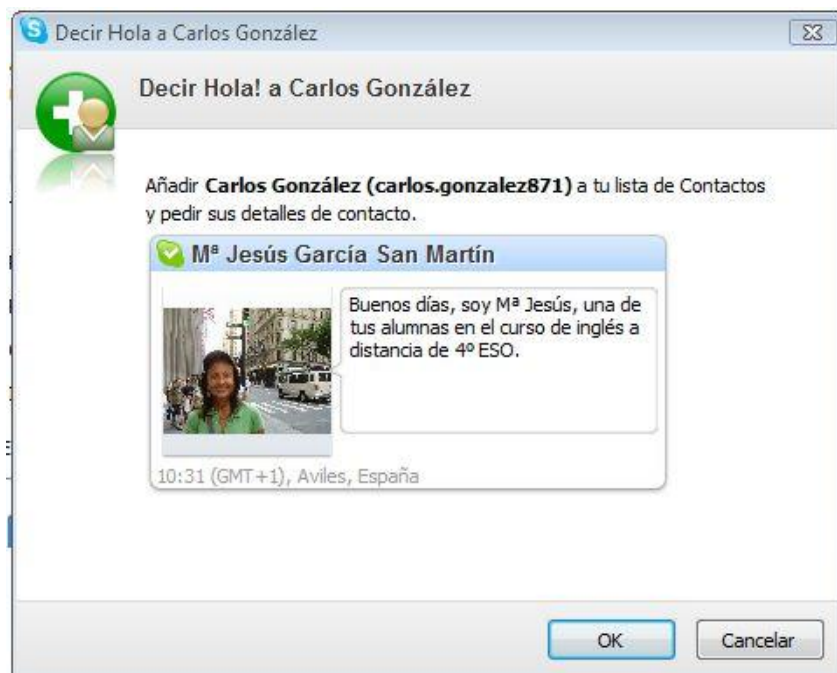 Decir Hola a Carlos González
Decir Hola! a Carlos González
Añadir Carlos González (carlos.gonzalez871) a tu lista de Contactos
y pedir sus detalles de contacto.
Mª Jesús García San Martín
Buenos días, soy Mª Jesús, una de
tus alumnas en el curso de inglés a
distancia de 4º ESO.
10:31 (GMT+1), Aviles, España
OK
Cancelar